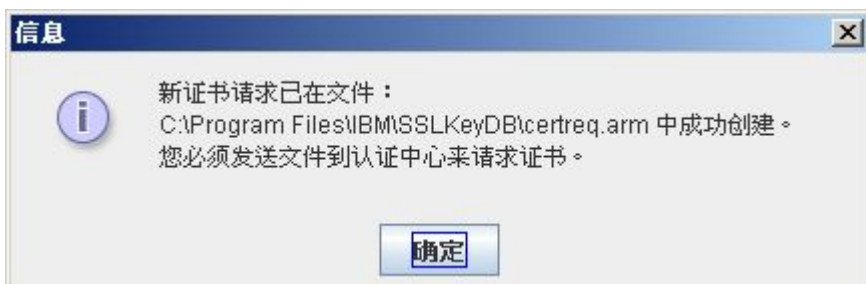 信息
新证书请求已在文件：
C:\Program Files\IBM\SSLKeyDB\certreq.arm 中成功创建。
您必须发送文件到认证中心来请求证书。
确定